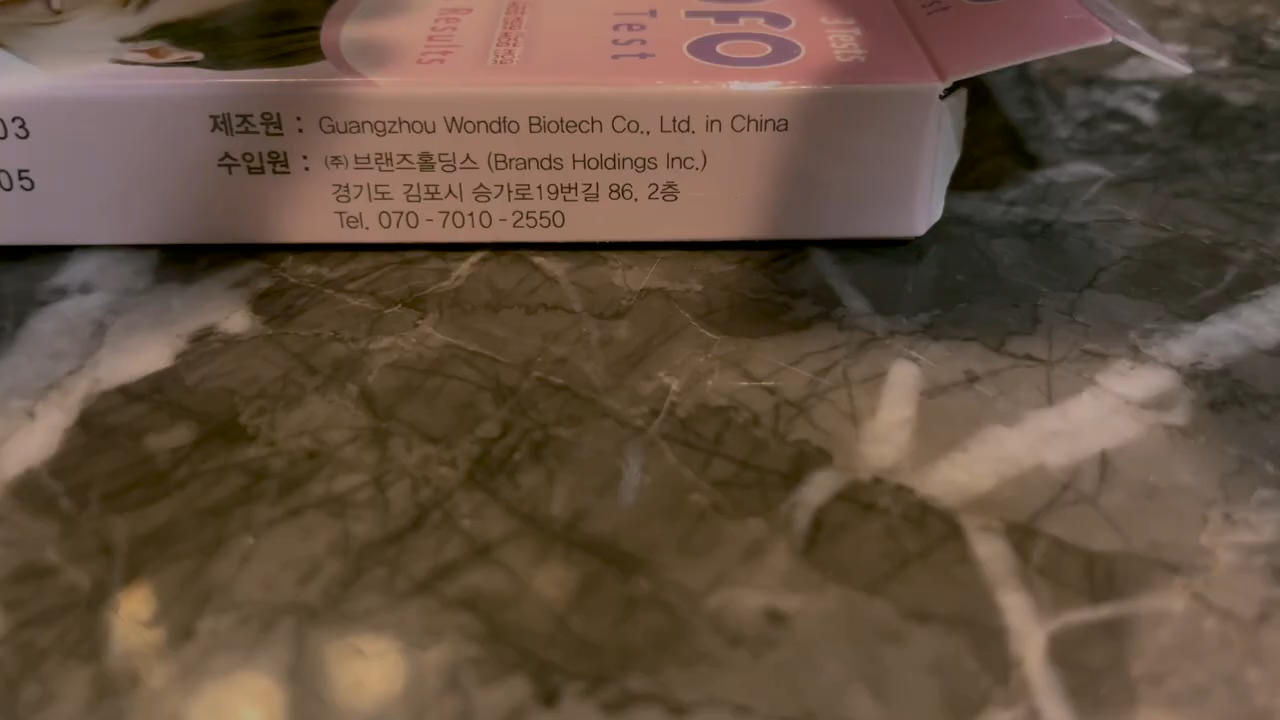 3 Tests
Test
Results
03
제조원 : Guangzhou Wondfo Biotech Co., Ltd. in China
05
수입원 : (주)브랜즈홀딩스 (Brands Holdings Inc.)
경기도 김포시 승가로19번길 86, 2층
Tel. 070-7010-2550